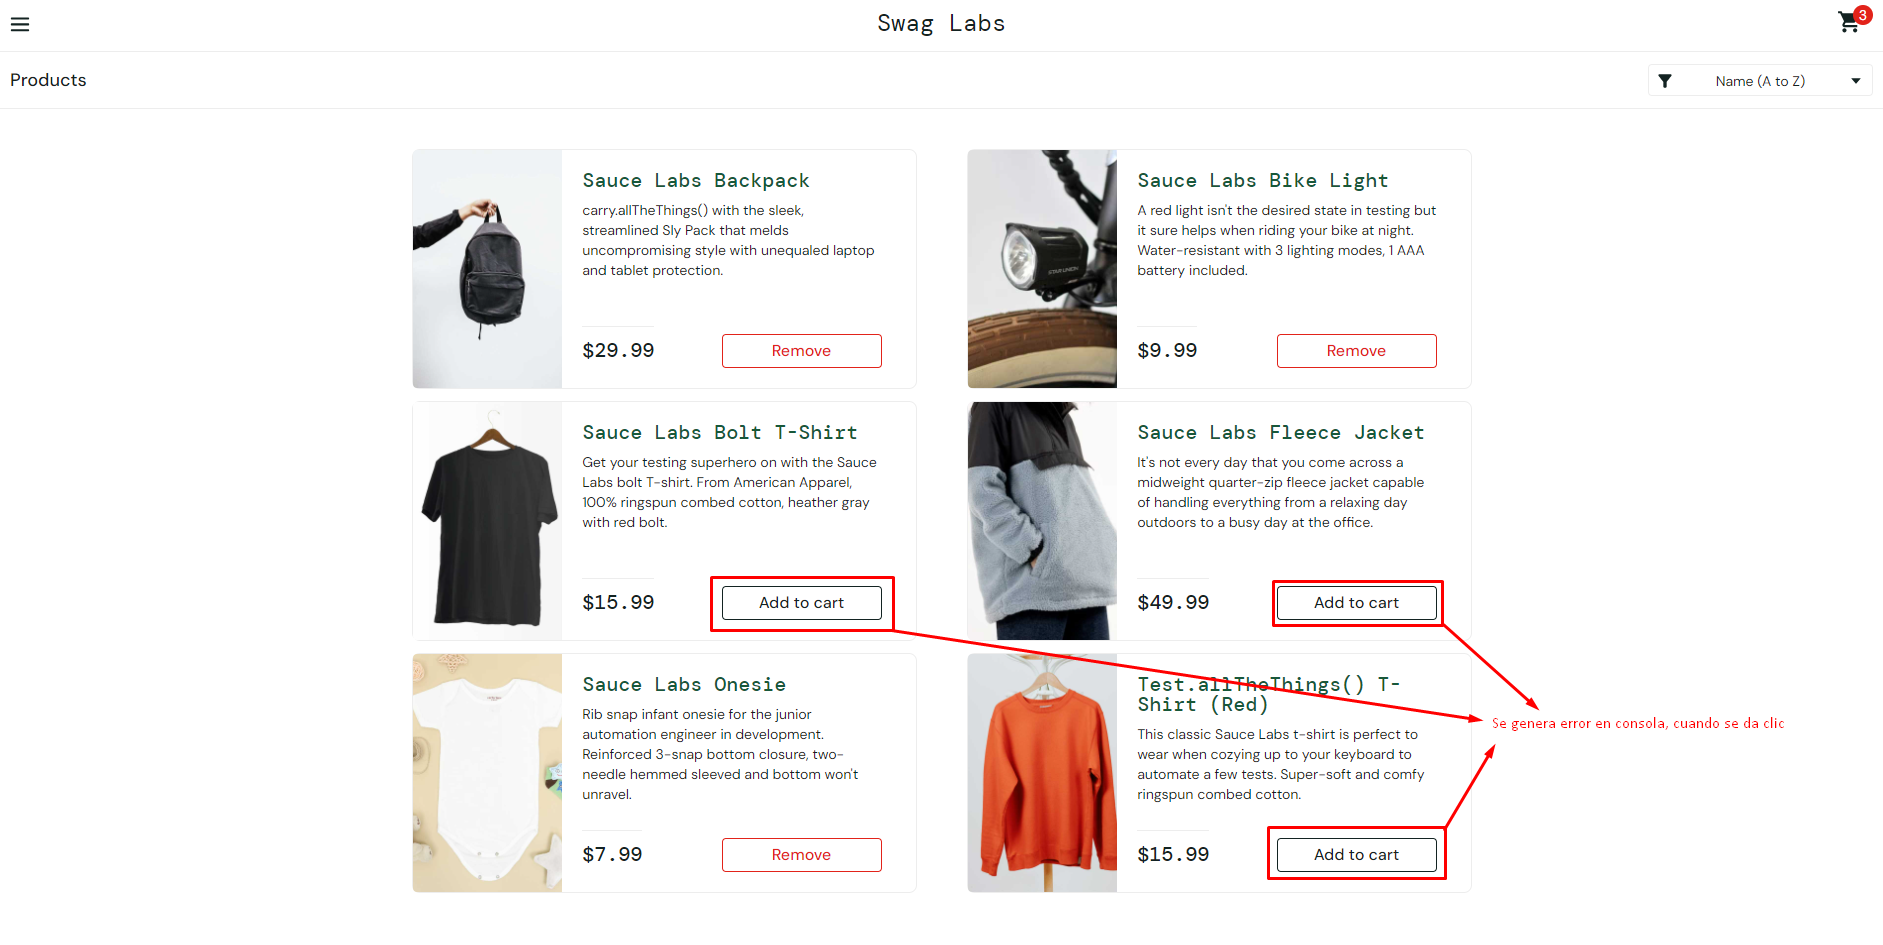 Swag Labs
3
Products
Name (A to Z)
Sauce Labs Backpack
carry.allTheThings() with the sleek,
streamlined Sly Pack that melds
uncompromising style with unequaled laptop
and tablet protection.
$29.99
Remove
Sauce Labs Bike Light
A red light isn't the desired state in testing but
it sure helps when riding your bike at night.
Water-resistant with 3 lighting modes, 1 AAA
battery included.
$9.99
Remove
Sauce Labs Bolt T-Shirt
Get your testing superhero on with the Sauce
Labs bolt T-shirt. From American Apparel,
100% ringspun combed cotton, heather gray
with red bolt.
$15.99
Add to cart
Sauce Labs Fleece Jacket
It's not every day that you come across a
midweight quarter-zip fleece jacket capable
of handling everything from a relaxing day
outdoors to a busy day at the office.
$49.99
Add to cart
Sauce Labs Onesie
Rib snap infant onesie for the junior
automation engineer in development.
Reinforced 3-snap bottom closure, two-
needle hemmed sleeved and bottom won't
unravel.
$7.99
Remove
Test.allTheThings() T-
Shirt (Red)
This classic Sauce Labs t-shirt is perfect to
wear when cozying up to your keyboard to
automate a few tests. Super-soft and comfy
ringspun combed cotton.
$15.99
Add to cart
Se genera error en consola, cuando se da clic